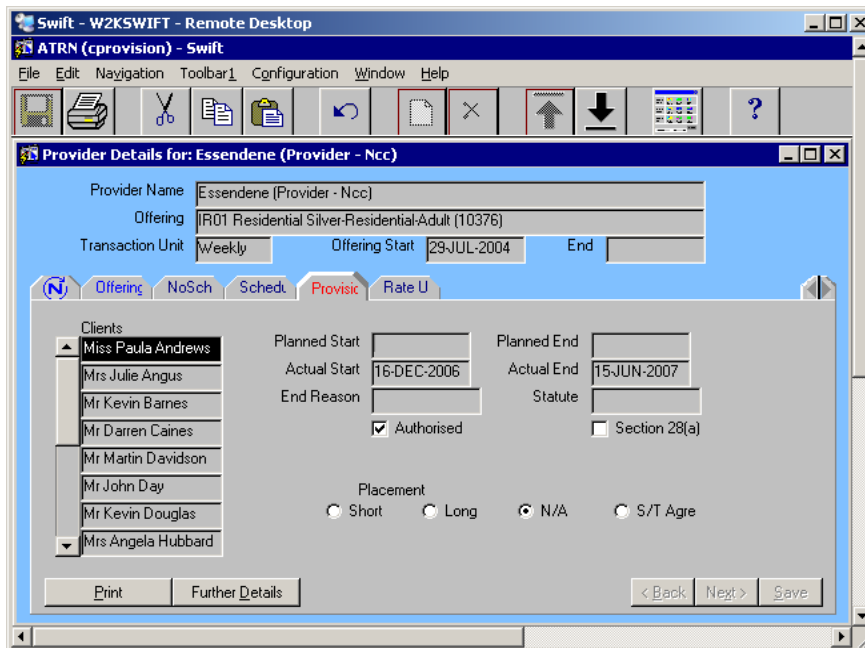 Swift - W2KSWIFT - Remote Desktop
ATRN (cprovision) - Swift
File Edit Navigation Toolbar1 Configuration Window Help
?
Provider Details for: Essendene (Provider - Ncc)
Provider Name Essendene (Provider - Ncc)
Offering IR01 Residential Silver-Residential-Adult (10376)
Transaction Unit Weekly Offering Start 29-JUL-2004 End
N Offering NoSch Schedu Provisic Rate U
Clients
Miss Paula Andrews
Mrs Julie Angus
Mr Kevin Barnes
Mr Darren Caines
Mr Martin Davidson
Mr John Day
Mr Kevin Douglas
Mrs Angela Hubbard
Planned Start Planned End
Actual Start 16-DEC-2006 Actual End 15-JUN-2007
End Reason Statute
Authorised Section 28(a)
Placement
Short Long N/A S/T Agre
Print Further Details < Back Next > Save